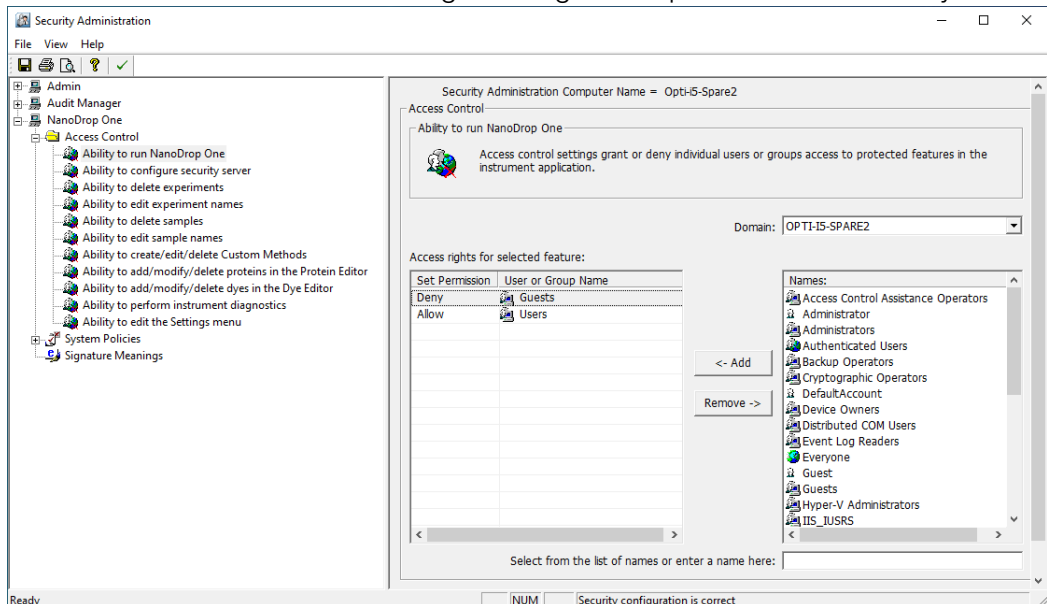 Security Administration
File View Help
Admin
Audit Manager
NanoDrop One
Access Control
Ability to run NanoDrop One
Ability to configure security server
Ability to delete experiments
Ability to edit experiment names
Ability to delete samples
Ability to edit sample names
Ability to create/edit/delete Custom Methods
Ability to add/modify/delete proteins in the Protein Editor
Ability to add/modify/delete dyes in the Dye Editor
Ability to perform instrument diagnostics
Ability to edit the Settings menu
System Policies
Signature Meanings
Security Administration Computer Name = Opti-i5-Spare2
Access Control
Ability to run NanoDrop One
Access control settings grant or deny individual users or groups access to protected features in the
instrument application.
Domain: OPTI-I5-SPARE2
Access rights for selected feature:
Set Permission User or Group Name
Deny Guests
Allow Users
<- Add
Remove ->
Names:
Access Control Assistance Operators
Administrator
Administrators
Authenticated Users
Backup Operators
Cryptographic Operators
DefaultAccount
Device Owners
Distributed COM Users
Event Log Readers
Everyone
Guest
Guests
Hyper-V Administrators
IIS_IUSRS
Select from the list of names or enter a name here:
Ready NUM Security configuration is correct